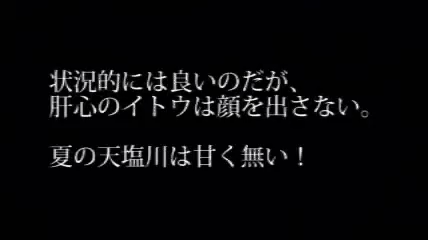 状況的には良いのだが、
肝心のイトウは顔を出さない。
夏の天塩川は甘く無い！